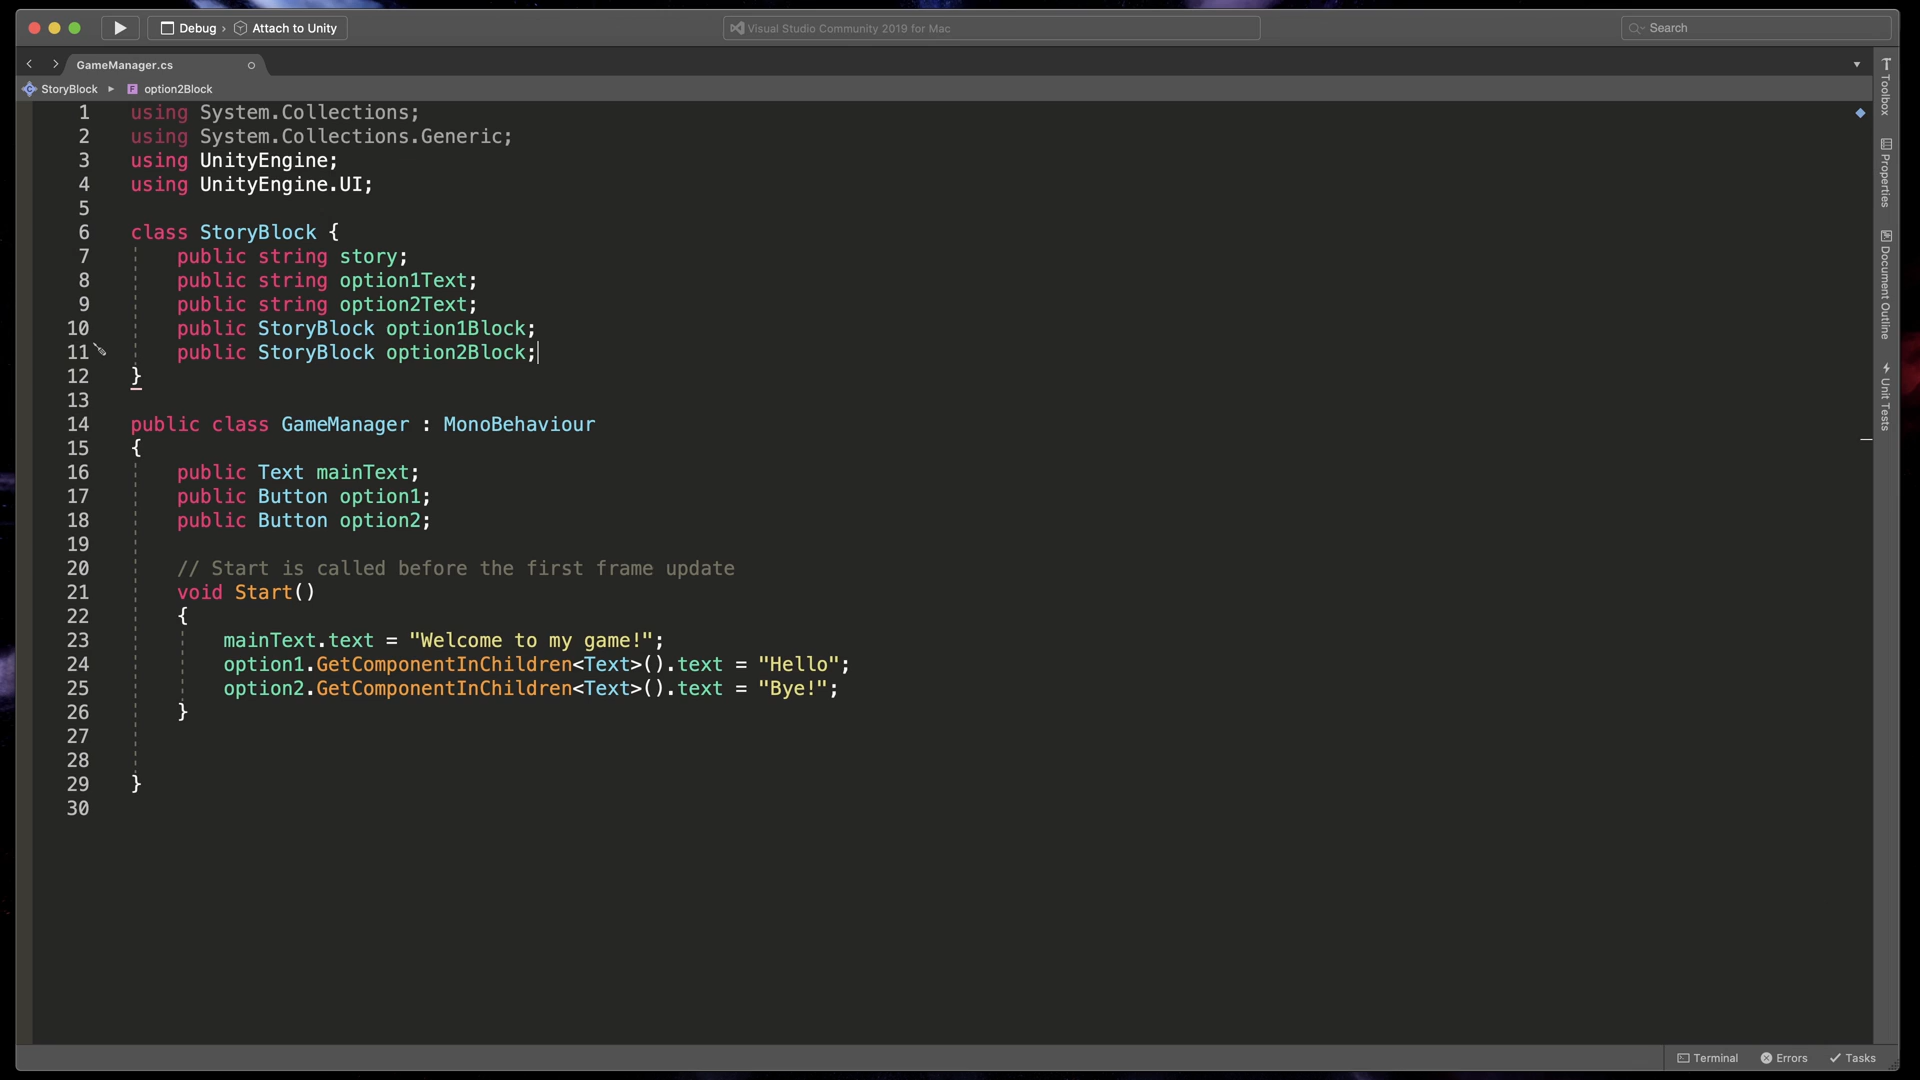 Debug › Attach to Unity
Visual Studio Community 2019 for Mac
Search
GameManager.cs
StoryBlock ▸ option2Block
1 using System.Collections;
2 using System.Collections.Generic;
3 using UnityEngine;
4 using UnityEngine.UI;
5
6 class StoryBlock {
7 public string story;
8 public string option1Text;
9 public string option2Text;
10 public StoryBlock option1Block;
11 public StoryBlock option2Block;
12 }
13
14 public class GameManager : MonoBehaviour
15 {
16 public Text mainText;
17 public Button option1;
18 public Button option2;
19
20 // Start is called before the first frame update
21 void Start()
22 {
23 mainText.text = "Welcome to my game!";
24 option1.GetComponentInChildren<Text>().text = "Hello";
25 option2.GetComponentInChildren<Text>().text = "Bye!";
26 }
27
28
29 }
30
Toolbox
Properties
Document Outline
Unit Tests
Terminal
Errors
Tasks